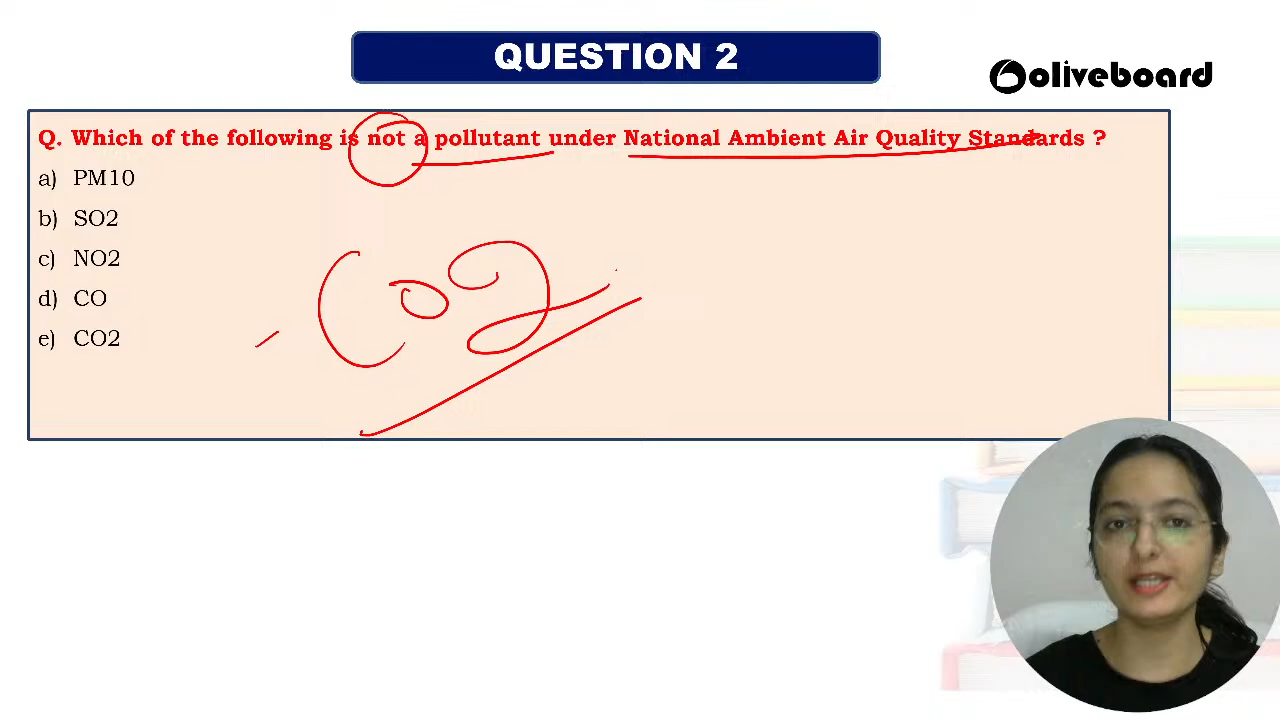 QUESTION 2
oliveboard
Q. Which of the following is not a pollutant under National Ambient Air Quality Standards ?
a) PM10
b) SO2
c) NO2
d) CO
e) CO2
CO2